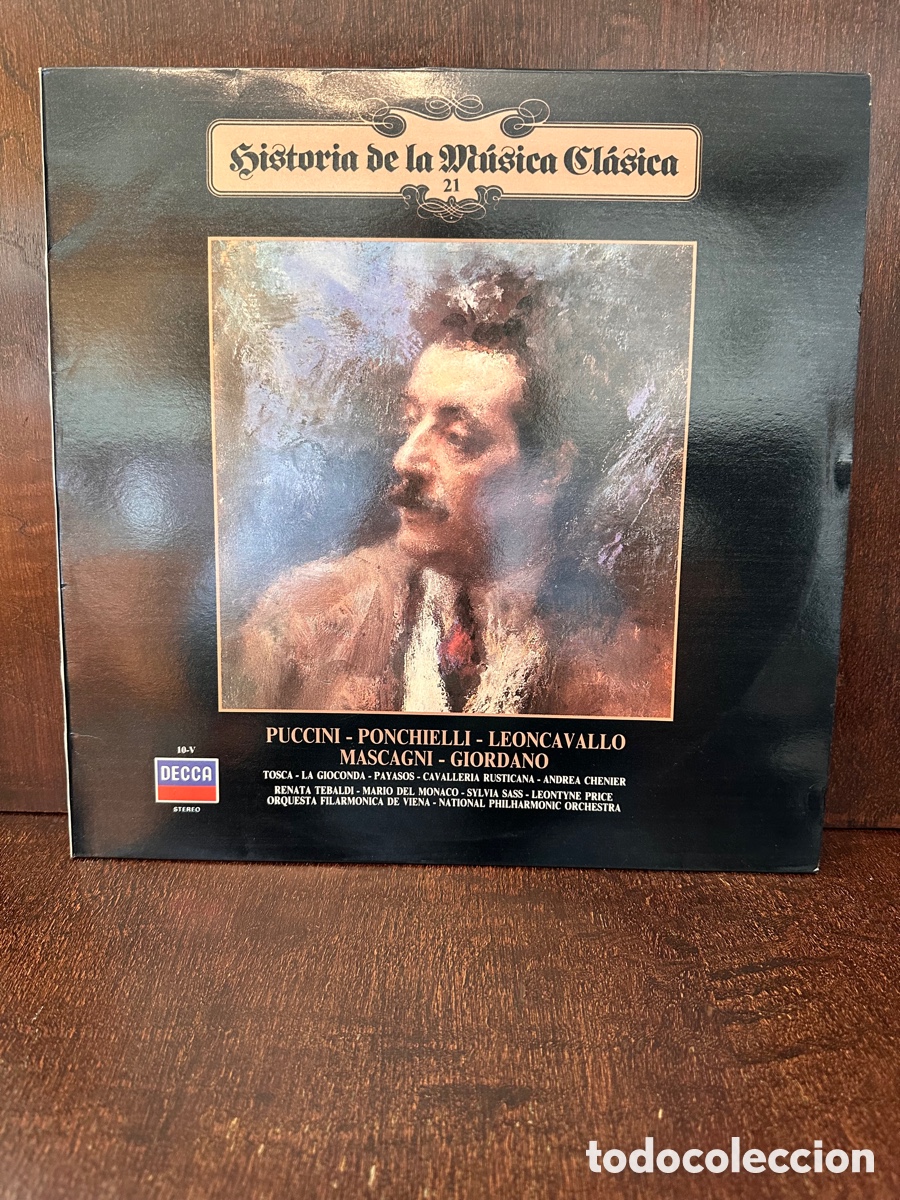 Historia de la Música Clásica
21
PUCCINI - PONCHIELLI - LEONCAVALLO
MASCAGNI - GIORDANO
TOSCA - LA GIOCONDA - PAYASOS - CAVALLERIA RUSTICANA - ANDREA CHENIER
RENATA TEBALDI - MARIO DEL MONACO - SYLVIA SASS - LEONTYNE PRICE
ORQUESTA FILARMONICA DE VIENA - NATIONAL PHILHARMONIC ORCHESTRA
10-V
DECCA
STEREO
todocoleccion